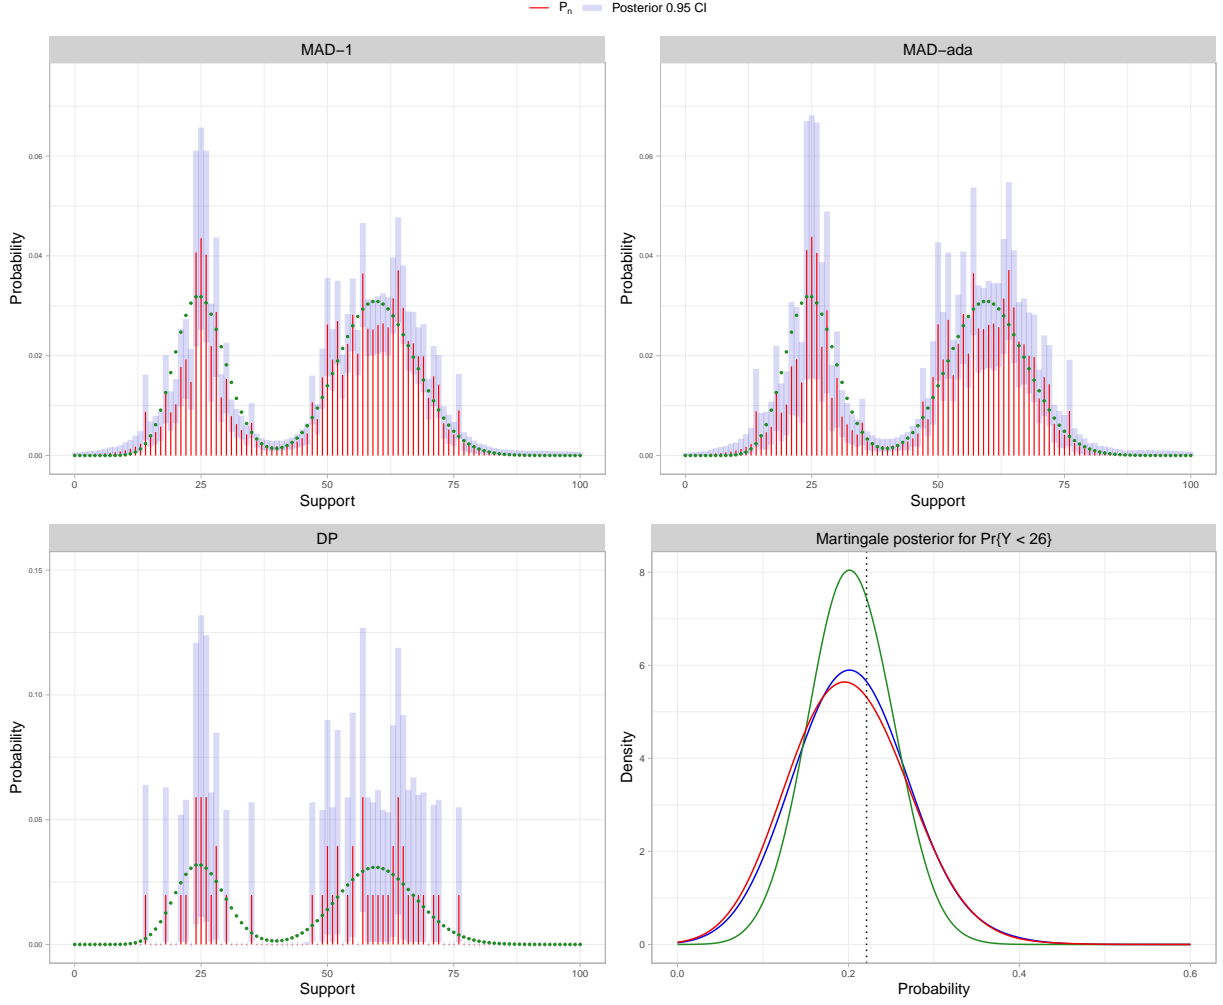 Pn Posterior 0.95 CI
MAD−1
MAD−ada
Probability
0.06
0.04
0.02
0.00
0 25 50 75 100
Support
Probability
0.06
0.04
0.02
0.00
0 25 50 75 100
Support
DP
Martingale posterior for Pr{Y < 26}
Probability
0.15
0.10
0.05
0.00
0 25 50 75 100
Support
Density
8
6
4
2
0
0.0 0.2 0.4 0.6
Probability